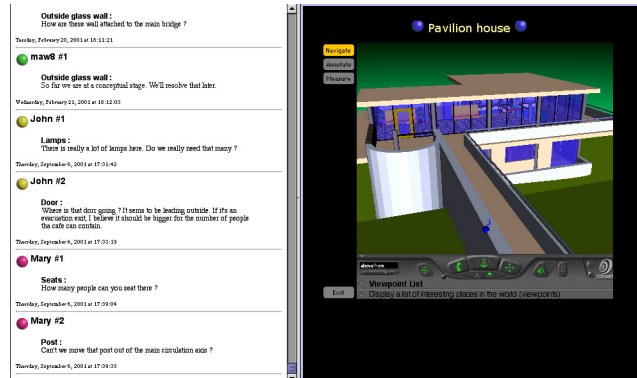 Outside glass wall :
How are these wall attached to the main bridge ?
Tuesday, February 20, 2001 at 18:11:21
maw8 #1
Outside glass wall :
So far we are at a conceptual stage. We'll resolve that later.
Wednesday, February 21, 2001 at 18:12:03
John #1
Lamps :
There is really a lot of lamps here. Do we really need that many ?
Thursday, September 6, 2001 at 17:31:42
John #2
Door :
Where is that dorr going ? It sems to be leading outside. If it's an
evacuation exit, I believe it should be bigger for the number of people
tha cafe can contain.
Thursday, September 6, 2001 at 17:33:19
Mary #1
Seats :
How many people can you seat there ?
Thursday, September 6, 2001 at 17:39:04
Mary #2
Post :
Can't we move that post out of the main circulation axis ?
Thursday, September 6, 2001 at 17:39:33
Pavilion house
Navigate
Annotate
Measure
COSMO
Viewpoint List
Exit
Display a list of interesting places in the world (viewpoints)